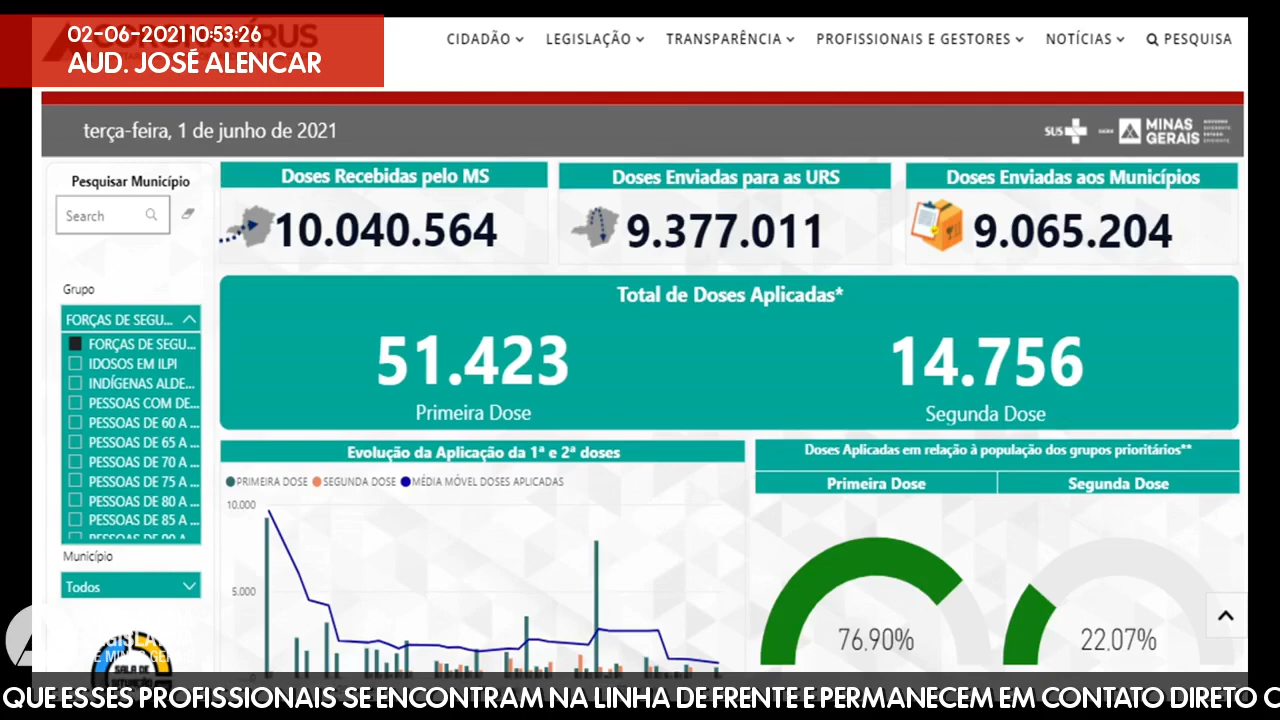 02-06-2021 10:53:26
AUD. JOSÉ ALENCAR
CORONAVÍRUS
CIDADÃO LEGISLAÇÃO TRANSPARÊNCIA PROFISSIONAIS E GESTORES NOTÍCIAS PESQUISA
terça-feira, 1 de junho de 2021
SUS MINAS GERAIS
Pesquisar Município
Search
Doses Recebidas pelo MS
10.040.564
Doses Enviadas para as URS
9.377.011
Doses Enviadas aos Municípios
9.065.204
Grupo
FORÇAS DE SEGU...
FORÇAS DE SEGU...
IDOSOS EM ILPI
INDÍGENAS ALDE...
PESSOAS COM DE...
PESSOAS DE 60 A ...
PESSOAS DE 65 A ...
PESSOAS DE 70 A ...
PESSOAS DE 75 A ...
PESSOAS DE 80 A ...
PESSOAS DE 85 A ...
PESSOAS DE 90 A ...
Município
Todos
Total de Doses Aplicadas*
51.423
Primeira Dose
14.756
Segunda Dose
Evolução da Aplicação da 1ª e 2ª doses
PRIMEIRA DOSE SEGUNDA DOSE MÉDIA MÓVEL DOSES APLICADAS
10.000
5.000
Doses Aplicadas em relação à população dos grupos prioritários**
Primeira Dose
Segunda Dose
76.90%
22.07%
SALA DE
SITUAÇÃO
QUE ESSES PROFISSIONAIS SE ENCONTRAM NA LINHA DE FRENTE E PERMANECEM EM CONTATO DIRETO